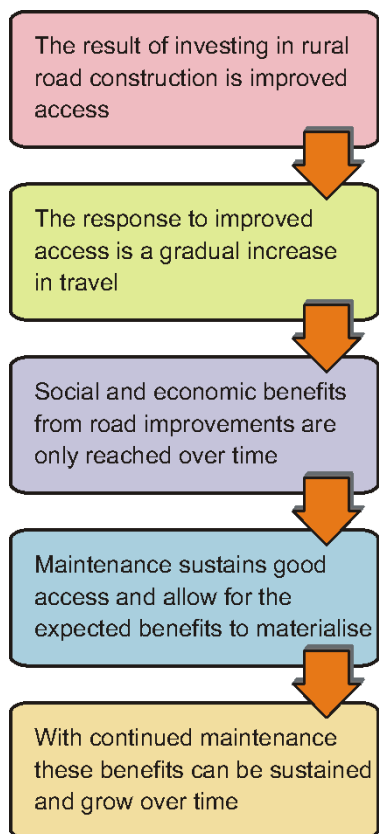 The result of investing in rural
road construction is improved
access
The response to improved
access is a gradual increase
in travel
Social and economic benefits
from road improvements are
only reached over time
Maintenance sustains good
access and allow for the
expected benefits to materialise
With continued maintenance
these benefits can be sustained
and grow over time